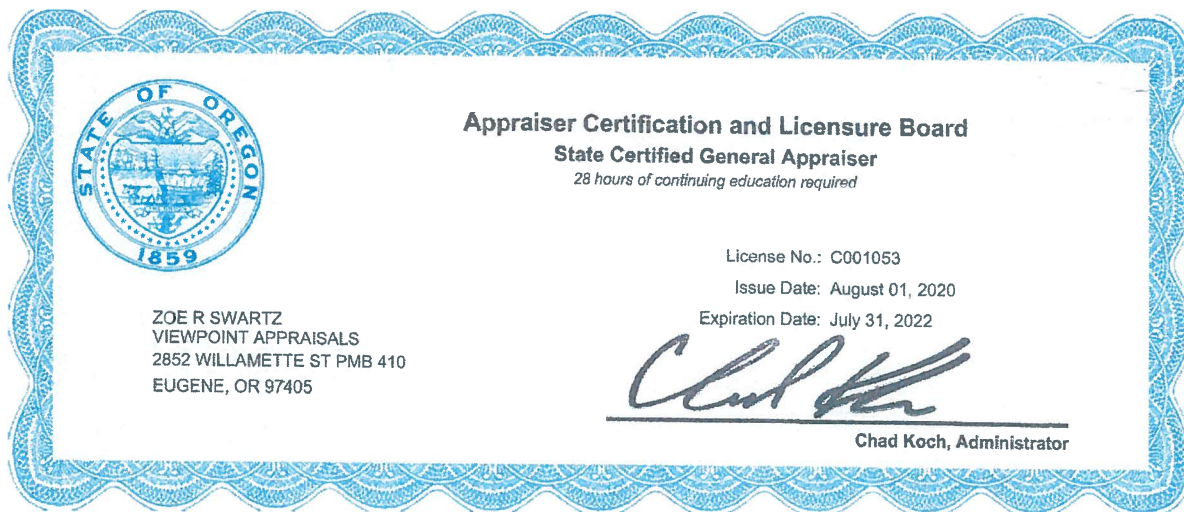 STATE OF OREGON
1859
Appraiser Certification and Licensure Board
State Certified General Appraiser
28 hours of continuing education required
License No.: C001053
Issue Date: August 01, 2020
Expiration Date: July 31, 2022
ZOE R SWARTZ
VIEWPOINT APPRAISALS
2852 WILLAMETTE ST PMB 410
EUGENE, OR 97405
Chad Koch, Administrator